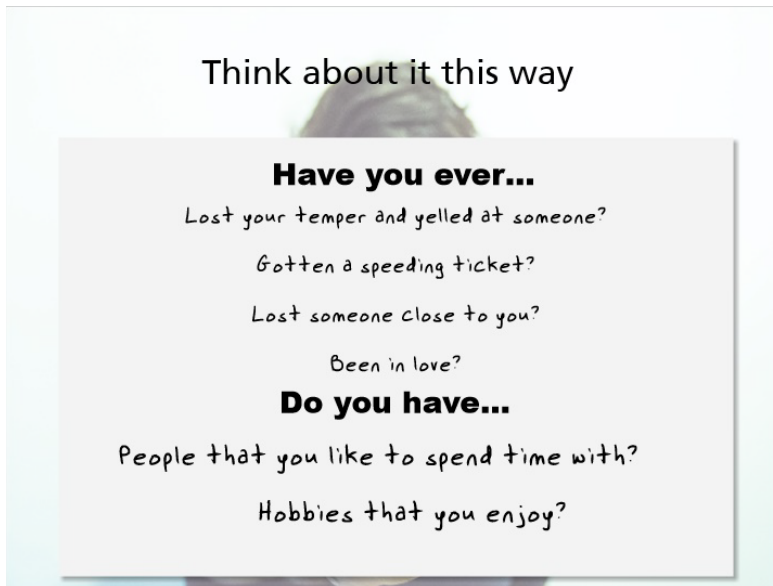 Think about it this way
Have you ever...
Lost your temper and yelled at someone?
Gotten a speeding ticket?
Lost someone close to you?
Been in love?
Do you have...
People that you like to spend time with?
Hobbies that you enjoy?